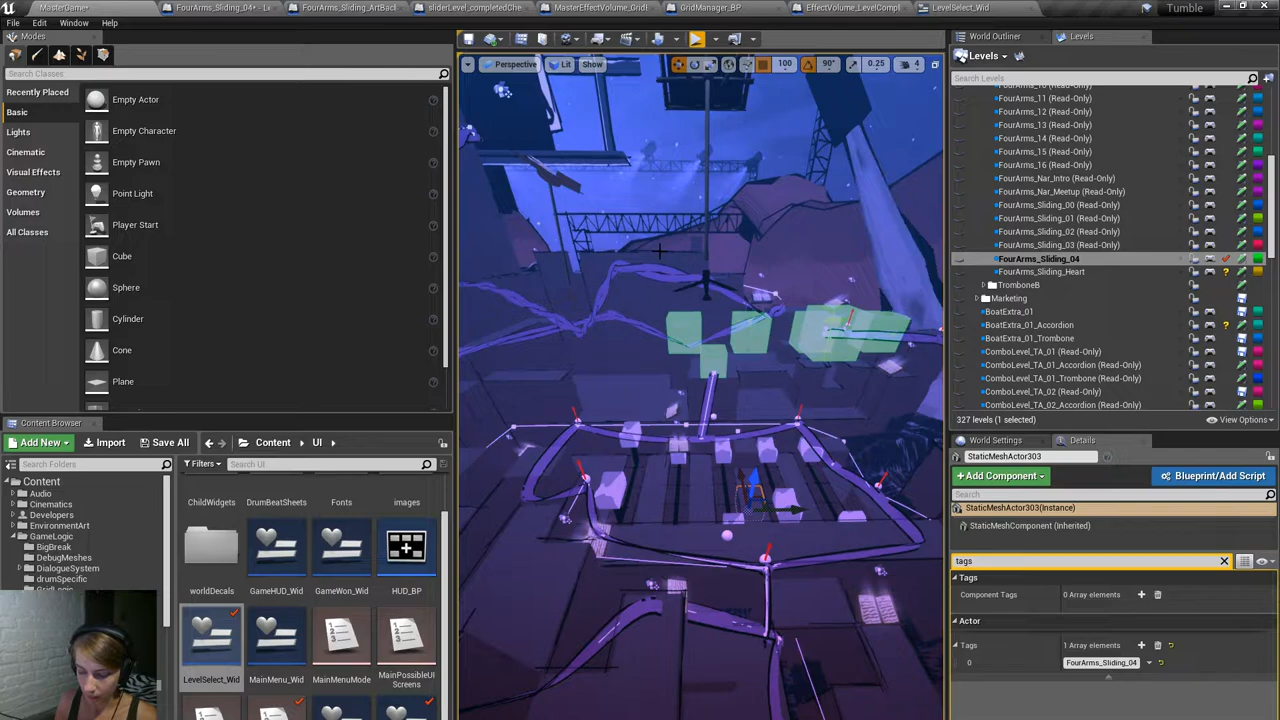 MasterGame* FourArms_Sliding_04* - L FourArms_Sliding_ArtBacl sliderLevel_completedChe MasterEffectVolume_GridE GridManager_BP EffectVolume_LevelCompl LevelSelect_Wid Tumble
File Edit Window Help
Modes World Outliner Levels
Search Classes Perspective Lit Show 100 90° 0.25 4 Levels
Search Levels
Recently Placed
Basic
Lights
Cinematic
Visual Effects
Geometry
Volumes
All Classes
Empty Actor
Empty Character
Empty Pawn
Point Light
Player Start
Cube
Sphere
Cylinder
Cone
Plane
FourArms_11 (Read-Only)
FourArms_12 (Read-Only)
FourArms_13 (Read-Only)
FourArms_14 (Read-Only)
FourArms_15 (Read-Only)
FourArms_16 (Read-Only)
FourArms_Nar_Intro (Read-Only)
FourArms_Nar_Meetup (Read-Only)
FourArms_Sliding_00 (Read-Only)
FourArms_Sliding_01 (Read-Only)
FourArms_Sliding_02 (Read-Only)
FourArms_Sliding_03 (Read-Only)
FourArms_Sliding_04
FourArms_Sliding_Heart
TromboneB
Marketing
BoatExtra_01
BoatExtra_01_Accordion
BoatExtra_01_Trombone
ComboLevel_TA_01 (Read-Only)
ComboLevel_TA_01_Accordion (Read-Only)
ComboLevel_TA_01_Trombone (Read-Only)
ComboLevel_TA_02 (Read-Only)
ComboLevel_TA_02_Accordion (Read-Only)
327 levels (1 selected) View Options
Content Browser
Add New Import Save All Content UI
Search Folders Filters Search UI
Content
Audio
Cinematics
Developers
EnvironmentArt
GameLogic
BigBreak
DebugMeshes
DialogueSystem
drumSpecific
ChildWidgets DrumBeatSheets Fonts images
worldDecals GameHUD_Wid GameWon_Wid HUD_BP
LevelSelect_Wid MainMenu_Wid MainMenuMode MainPossibleUI
Screens
World Settings Details
StaticMeshActor303
Add Component Blueprint/Add Script
Search
StaticMeshActor303(Instance)
StaticMeshComponent (Inherited)
tags
Tags
Component Tags 0 Array elements
Actor
Tags 1 Array elements
0 FourArms_Sliding_04